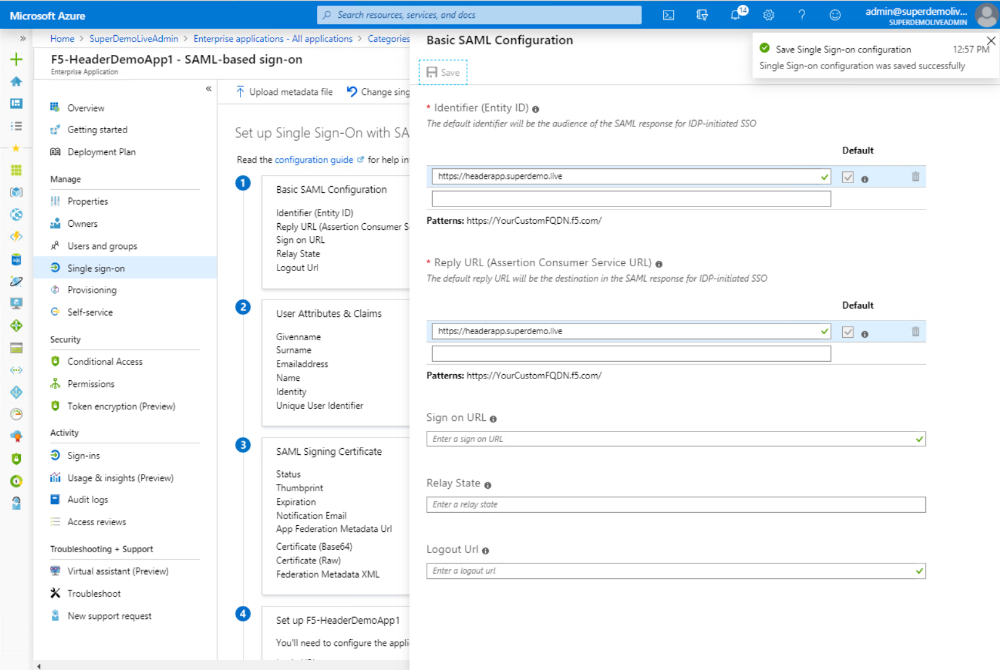 Microsoft Azure
Search resources, services, and docs
14
admin@superdemoliv...
SUPERDEMOLIVEADMIN
Home > SuperDemoLiveAdmin > Enterprise applications - All applications > Categories
F5-HeaderDemoApp1 - SAML-based sign-on
Enterprise Application
Overview
Getting started
Deployment Plan
Manage
Properties
Owners
Users and groups
Single sign-on
Provisioning
Self-service
Security
Conditional Access
Permissions
Token encryption (Preview)
Activity
Sign-ins
Usage & insights (Preview)
Audit logs
Access reviews
Troubleshooting + Support
Virtual assistant (Preview)
Troubleshoot
New support request
Upload metadata file
Change sing
Set up Single Sign-On with SA
Read the configuration guide for help in
1
Basic SAML Configuration
Identifier (Entity ID)
Reply URL (Assertion Consumer S
Sign on URL
Relay State
Logout Url
2
User Attributes & Claims
Givenname
Surname
Emailaddress
Name
Identity
Unique User Identifier
3
SAML Signing Certificate
Status
Thumbprint
Expiration
Notification Email
App Federation Metadata Url
Certificate (Base64)
Certificate (Raw)
Federation Metadata XML
4
Set up F5-HeaderDemoApp1
You'll need to configure the appli
Basic SAML Configuration
Save
Save Single Sign-on configuration 12:57 PM
Single Sign-on configuration was saved successfully
* Identifier (Entity ID)
The default identifier will be the audience of the SAML response for IDP-initiated SSO
Default
https://headerapp.superdemo.live
Patterns: https://YourCustomFQDN.f5.com/
* Reply URL (Assertion Consumer Service URL)
The default reply URL will be the destination in the SAML response for IDP-initiated SSO
Default
https://headerapp.superdemo.live
Patterns: https://YourCustomFQDN.f5.com/
Sign on URL
Enter a sign on URL
Relay State
Enter a relay state
Logout Url
Enter a logout url